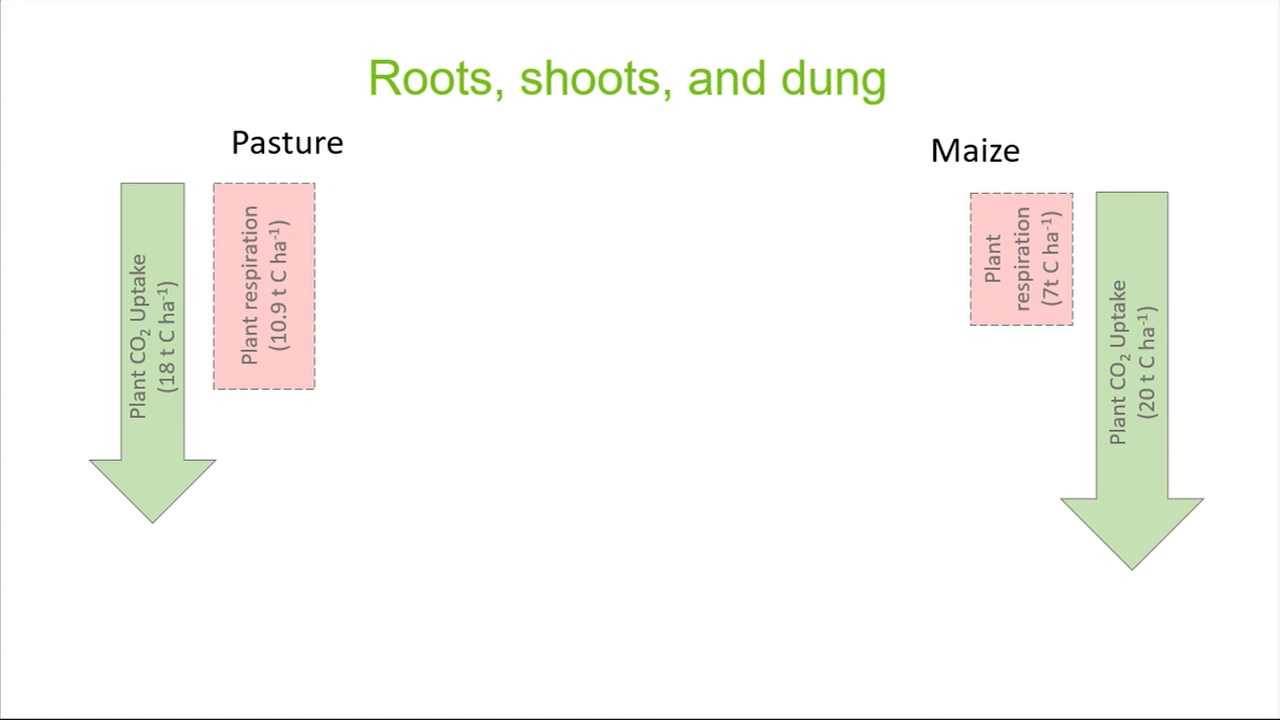 Roots, shoots, and dung
Pasture
Maize
Plant CO₂ Uptake
(18 t C ha⁻¹)
Plant respiration
(10.9 t C ha⁻¹)
Plant
respiration
(7t C ha⁻¹)
Plant CO₂ Uptake
(20 t C ha⁻¹)